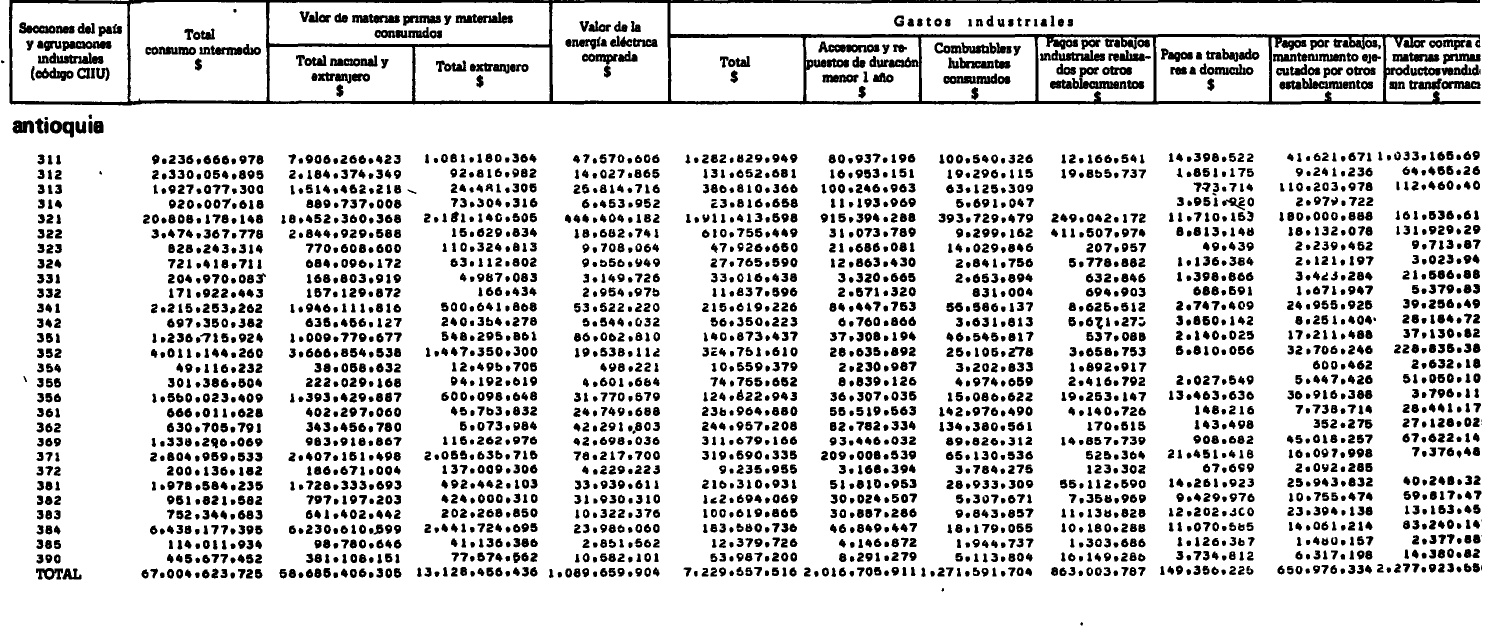 Secciones del país y agrupaciones industriales (código CIIU) | Total consumo intermedio $ | Valor de materias primas y materiales consumidos | Valor de la energía eléctrica comprada $ | Gastos industriales
Total nacional y extranjero $ | Total extranjero $ | Total $ | Accesorios y repuestos de duración menor 1 año $ | Combustibles y lubricantes consumidos $ | Pagos por trabajos industriales realizados por otros establecimientos $ | Pagos a trabajadores a domicilio $ | Pagos por trabajos, mantenimiento ejecutados por otros establecimientos $ | Valor compra d materias primas productos vendid sin transformac $
antioquia
311 9.236.666.978 7.906.266.423 1.081.180.364 47.570.606 1.282.829.949 80.937.196 100.540.326 12.166.541 14.398.522 41.621.671 1.033.165.69
312 2.330.054.895 2.184.374.349 92.816.982 14.027.865 131.652.681 16.953.151 19.296.115 19.855.737 1.851.175 9.241.236 64.455.26
313 1.927.077.300 1.514.452.218 24.481.305 25.814.716 386.810.366 100.246.963 63.125.309 773.714 110.203.978 112.460.40
314 920.007.618 889.737.008 73.304.316 6.453.952 23.816.658 11.193.969 5.691.047 3.951.920 2.979.722
321 20.808.178.148 18.452.360.368 2.181.140.505 444.404.182 1.911.413.598 915.394.288 393.729.479 249.042.172 11.710.153 180.000.888 161.536.61
322 3.474.367.778 2.844.929.588 15.629.834 18.682.741 610.755.449 31.073.789 9.299.162 411.507.974 8.813.148 18.132.078 131.929.29
323 828.243.314 770.608.600 110.324.813 9.708.064 47.926.650 21.686.081 14.029.846 207.957 49.439 2.239.452 9.713.87
324 721.418.711 684.096.172 63.112.802 9.556.949 27.765.590 12.863.430 2.841.756 5.778.882 1.136.384 2.121.197 3.023.94
331 204.970.083 168.803.919 4.987.083 3.149.726 33.016.438 3.320.665 2.653.894 632.846 1.398.866 3.423.284 21.586.88
332 171.922.443 157.129.872 166.434 2.954.975 11.837.596 2.571.320 831.004 694.903 688.591 1.671.947 5.379.83
341 2.215.253.262 1.946.111.816 500.641.868 53.522.220 215.619.226 84.447.753 55.586.137 8.625.512 2.747.409 24.955.925 39.256.49
342 697.350.382 635.456.127 240.354.278 5.544.032 56.350.223 6.760.866 3.631.813 5.671.273 3.850.142 8.251.404 28.184.72
351 1.236.715.924 1.009.779.677 548.295.861 86.062.810 140.873.437 37.308.194 46.545.817 537.088 2.140.025 17.211.488 37.130.82
352 4.011.144.260 3.666.854.538 1.447.350.300 19.538.112 324.751.610 28.635.892 25.105.278 3.658.753 5.810.056 32.706.246 228.835.38
354 49.116.232 38.058.632 12.495.705 498.221 10.559.379 2.230.987 3.202.833 1.892.917 600.462 2.632.18
355 301.386.504 222.029.168 94.192.619 4.601.684 74.755.652 8.839.126 4.974.659 2.416.792 2.027.549 5.447.426 51.050.10
356 1.550.023.409 1.393.429.887 600.098.648 31.770.579 124.822.943 36.307.035 15.086.622 19.253.147 13.463.636 36.916.388 3.796.11
361 666.011.628 402.297.060 45.763.832 24.749.688 238.964.880 55.519.563 142.976.490 4.140.726 148.216 7.738.714 28.441.17
362 630.705.791 343.456.780 5.073.984 42.291.803 244.957.208 82.782.334 134.380.561 170.515 143.498 352.275 27.128.02
369 1.338.296.069 983.918.867 115.262.976 42.698.036 311.679.166 93.446.032 89.826.312 14.857.739 908.682 45.018.257 67.622.14
371 2.804.959.533 2.407.151.498 2.055.635.715 78.217.700 319.590.335 209.008.539 65.130.536 525.364 21.451.418 16.097.998 7.376.48
372 200.136.182 186.671.004 137.009.306 4.229.223 9.235.955 3.168.394 3.784.275 123.302 67.699 2.092.285
381 1.978.584.235 1.728.333.693 492.442.103 33.939.611 216.310.931 51.810.953 28.933.309 55.112.590 14.261.923 25.943.832 40.248.32
382 951.821.582 797.197.203 424.000.310 31.930.310 122.694.069 30.024.507 5.307.671 7.358.969 9.429.976 10.755.474 59.817.47
383 752.344.683 641.402.442 202.268.850 10.322.376 100.619.865 30.887.286 9.843.857 11.138.828 12.202.300 23.394.138 13.153.45
384 6.438.177.395 6.230.610.599 2.441.724.695 23.986.060 183.580.736 46.849.447 18.179.055 10.180.288 11.070.585 14.061.214 83.240.14
385 114.011.934 98.780.646 41.136.386 2.851.562 12.379.726 4.146.872 1.944.737 1.303.686 1.126.367 1.480.157 2.377.88
390 445.677.452 381.108.151 77.574.562 10.582.101 53.987.200 8.291.279 5.113.804 16.149.286 3.734.812 6.317.198 14.380.82
TOTAL 67.004.623.725 58.685.406.305 13.128.456.436 1.089.659.904 7.229.557.516 2.016.705.911 1.271.591.704 863.003.787 149.356.225 650.976.334 2.277.923.65